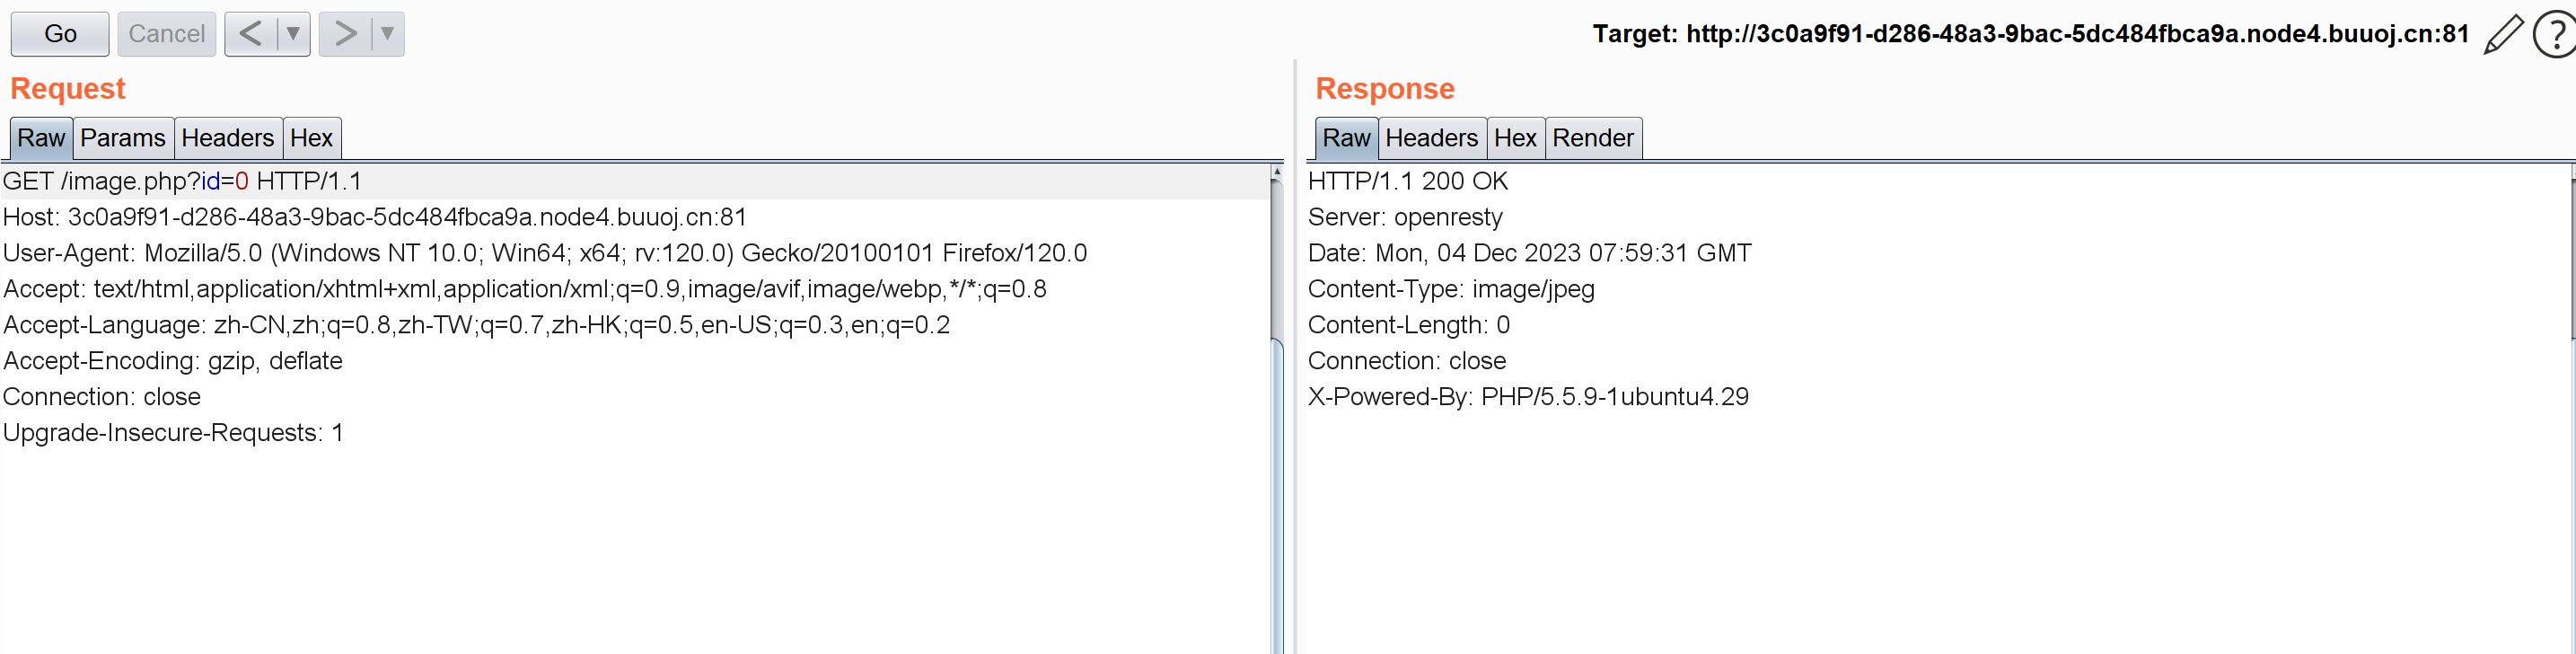 Go Cancel < ▼ > ▼ Target: http://3c0a9f91-d286-48a3-9bac-5dc484fbca9a.node4.buuoj.cn:81 ?
Request
Raw Params Headers Hex
GET /image.php?id=0 HTTP/1.1
Host: 3c0a9f91-d286-48a3-9bac-5dc484fbca9a.node4.buuoj.cn:81
User-Agent: Mozilla/5.0 (Windows NT 10.0; Win64; x64; rv:120.0) Gecko/20100101 Firefox/120.0
Accept: text/html,application/xhtml+xml,application/xml;q=0.9,image/avif,image/webp,*/*;q=0.8
Accept-Language: zh-CN,zh;q=0.8,zh-TW;q=0.7,zh-HK;q=0.5,en-US;q=0.3,en;q=0.2
Accept-Encoding: gzip, deflate
Connection: close
Upgrade-Insecure-Requests: 1
Response
Raw Headers Hex Render
HTTP/1.1 200 OK
Server: openresty
Date: Mon, 04 Dec 2023 07:59:31 GMT
Content-Type: image/jpeg
Content-Length: 0
Connection: close
X-Powered-By: PHP/5.5.9-1ubuntu4.29